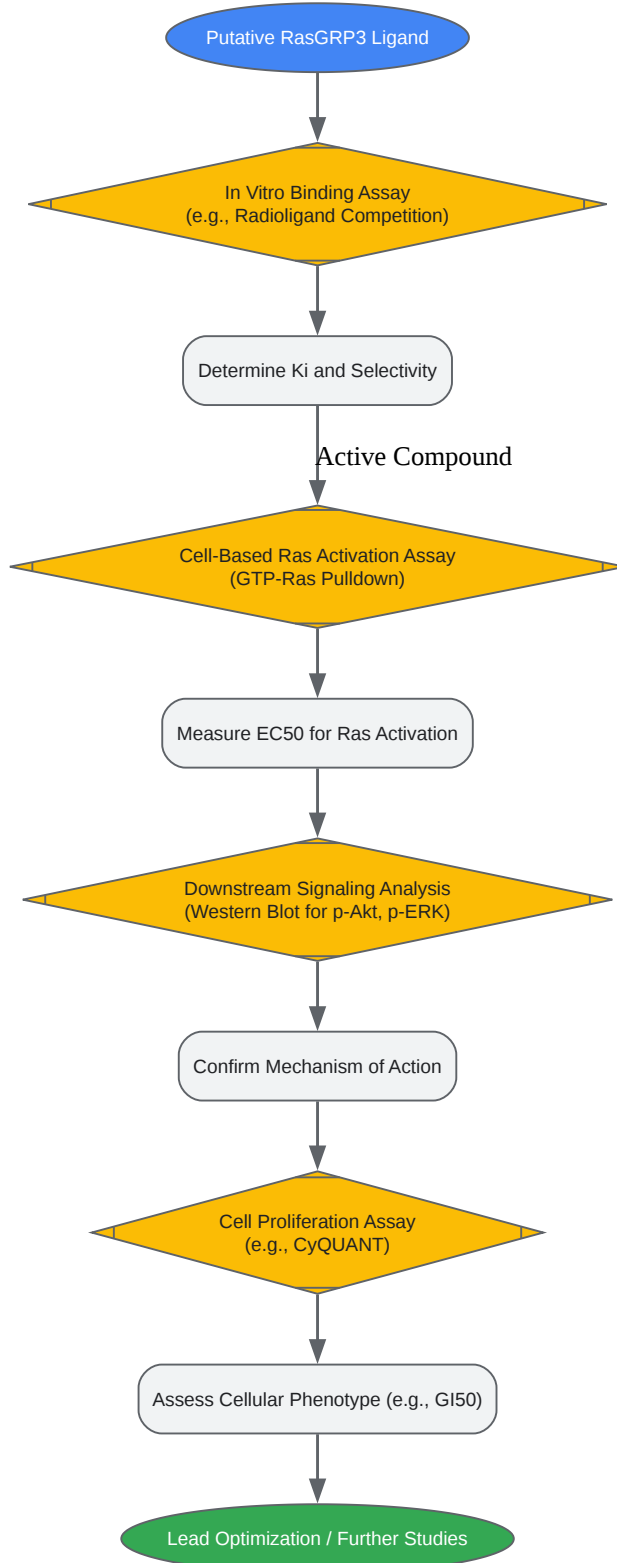 Putative RasGRP3 Ligand
In Vitro Binding Assay
(e.g., Radioligand Competition)
Determine Ki and Selectivity
Active Compound
Cell-Based Ras Activation Assay
(GTP-Ras Pulldown)
Measure EC50 for Ras Activation
Downstream Signaling Analysis
(Western Blot for p-Akt, p-ERK)
Confirm Mechanism of Action
Cell Proliferation Assay
(e.g., CyQUANT)
Assess Cellular Phenotype (e.g., GI50)
Lead Optimization / Further Studies